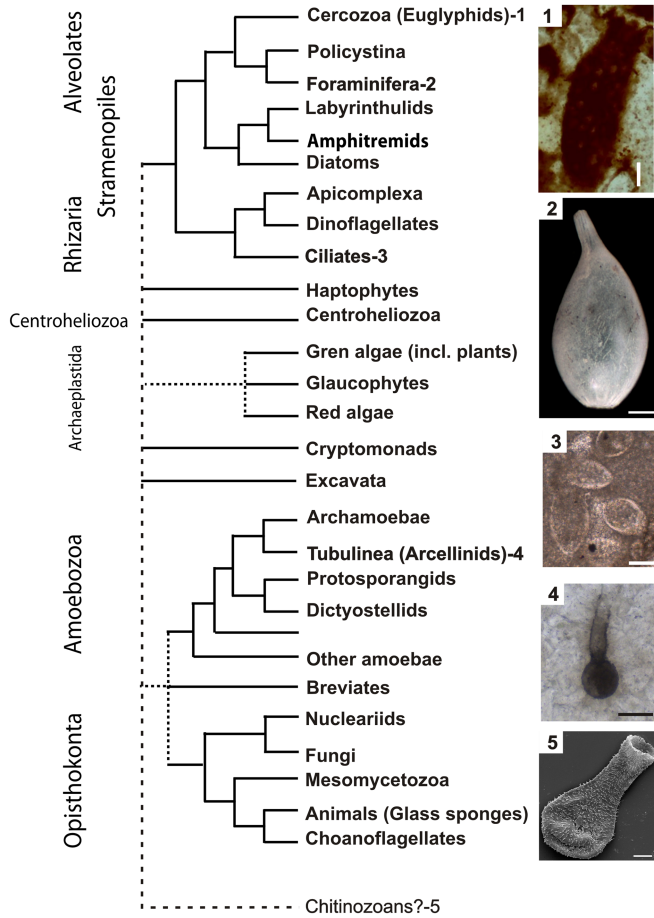 Alveolates
Stramenopiles
Rhizaria
Centroheliozoa
Archaeplastida
Amoebozoa
Opisthokonta
Cercozoa (Euglyphids)-1
Policystina
Foraminifera-2
Labyrinthulids
Amphitremids
Diatoms
Apicomplexa
Dinoflagellates
Ciliates-3
Haptophytes
Centroheliozoa
Gren algae (incl. plants)
Glaucophytes
Red algae
Cryptomonads
Excavata
Archamoebae
Tubulinea (Arcellinids)-4
Protosporangids
Dictyostellids
Other amoebae
Breviates
Nucleariids
Fungi
Mesomycetozoa
Animals (Glass sponges)
Choanoflagellates
Chitinozoans?-5
1
2
3
4
5